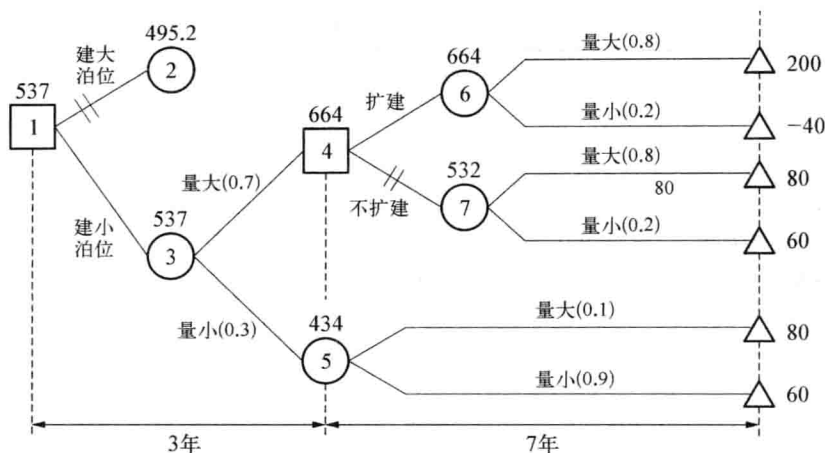 495.2
建大
泊位
2
537
1
664
量大(0.8)
200
扩建
6
664
4
量小(0.2)
-40
量大(0.7)
532
量大(0.8)
80
80
不扩建
7
建小
泊位
537
3
量小(0.2)
60
量小(0.3)
434
5
量大(0.1)
80
量小(0.9)
60
3年
7年